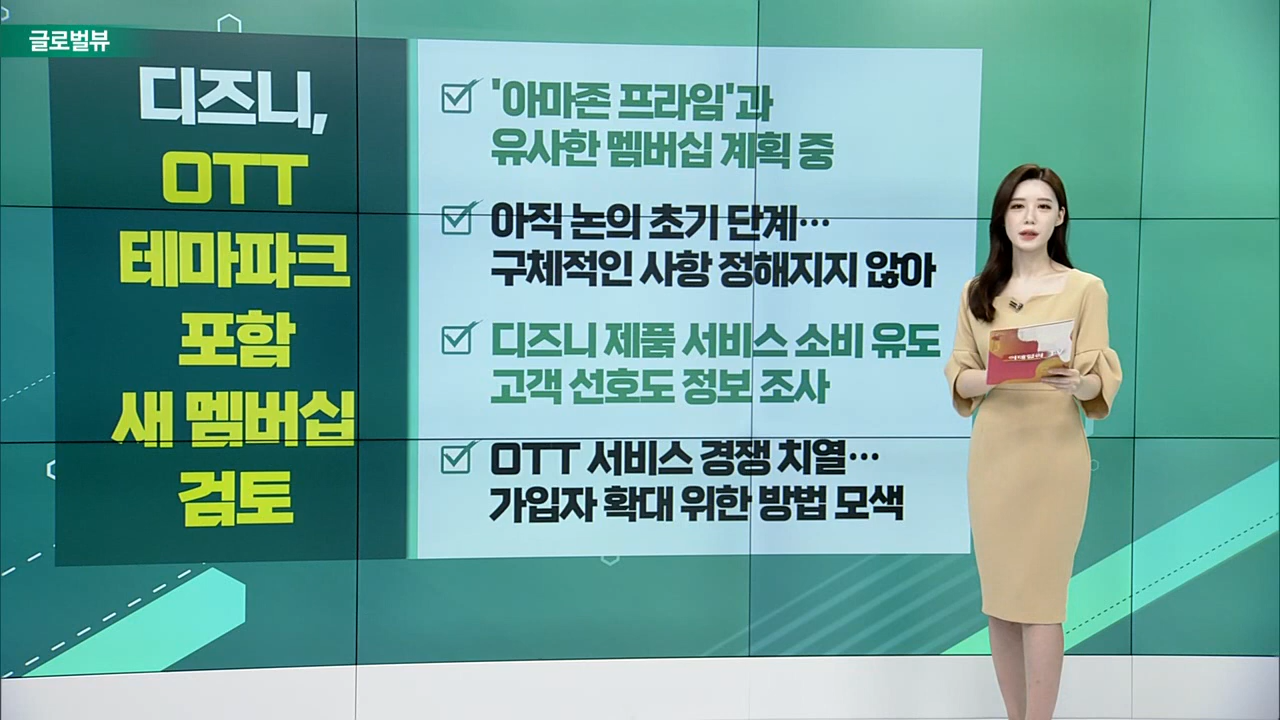 글로벌뷰
디즈니,
OTT
테마파크
포함
새 멤버십
검토
'아마존 프라임'과
유사한 멤버십 계획 중
아직 논의 초기 단계…
구체적인 사항 정해지지 않아
디즈니 제품 서비스 소비 유도
고객 선호도 정보 조사
OTT 서비스 경쟁 치열…
가입자 확대 위한 방법 모색